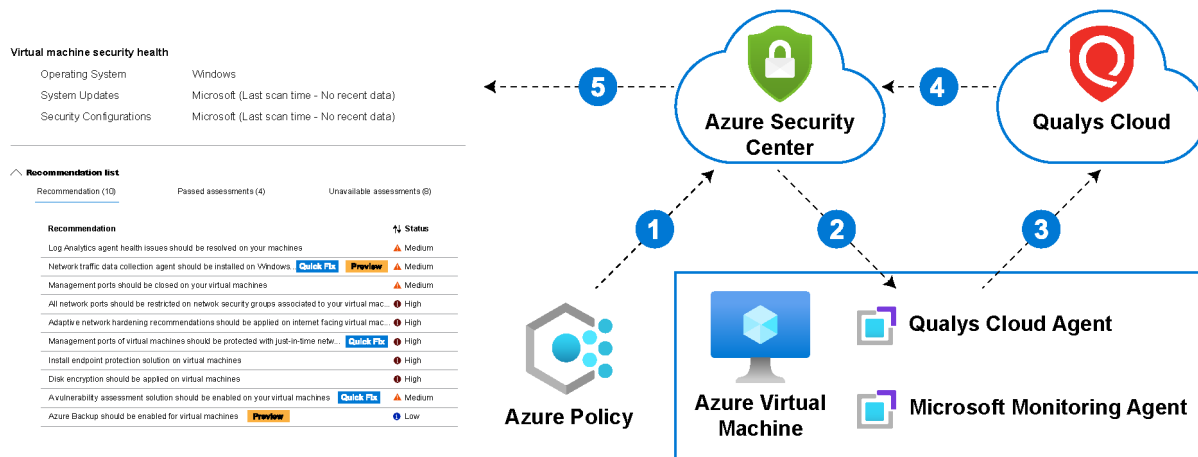 Virtual machine security health
Operating System Windows
System Updates Microsoft (Last scan time - No recent data)
Security Configurations Microsoft (Last scan time - No recent data)
Recommendation list
Recommendation (10) Passed assessments (4) Unavailable assessments (8)
Recommendation Status
Log Analytics agent health issues should be resolved on your machines Medium
Network traffic data collection agent should be installed on Windows... Quick Fix Preview Medium
Management ports should be closed on your virtual machines Medium
All network ports should be restricted on netwok security groups associated to your virtual mac... High
Adaptive network hardening recommendations should be applied on internet facing virtual mac... High
Management ports of virtual machines should be protected with just-in-time netw... Quick Fix High
Install endpoint protection solution on virtual machines High
Disk encryption should be applied on virtual machines High
A vulnerability assessment solution should be enabled on your virtual machines Quick Fix Medium
Azure Backup should be enabled for virtual machines Preview Low
5
Azure Security
Center
4
Qualys Cloud
1
2
3
Azure Policy
Azure Virtual
Machine
Qualys Cloud Agent
Microsoft Monitoring Agent